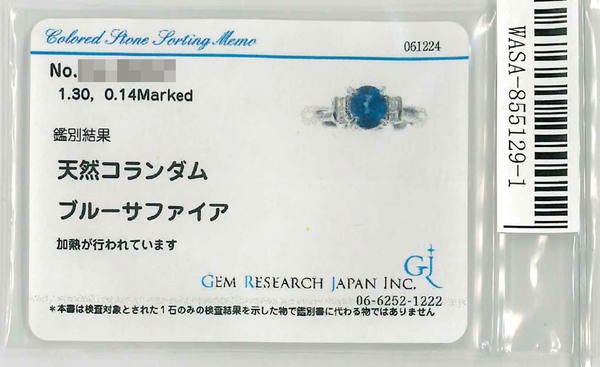 Colored Stone Sorting Memo
061224
No.
1.30, 0.14Marked
鑑別結果
天然コランダム
ブルーサファイア
加熱が行われています
GJ
GEM RESEARCH JAPAN INC.
06-6252-1222
*本書は検査対象とされた1石のみの検査結果を示した物で鑑別書に代わる物ではありません
WASA-855129-1